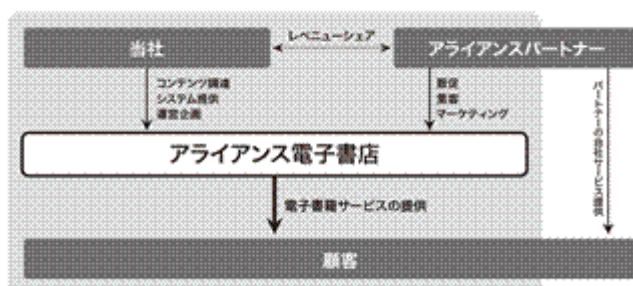 当社
レベニューシェア
アライアンスパートナー
コンテンツ調達
システム提供
運営企画
販促
集客
マーケティング
アライアンス電子書店
パートナーの自社サービス提供
電子書籍サービスの提供
顧客